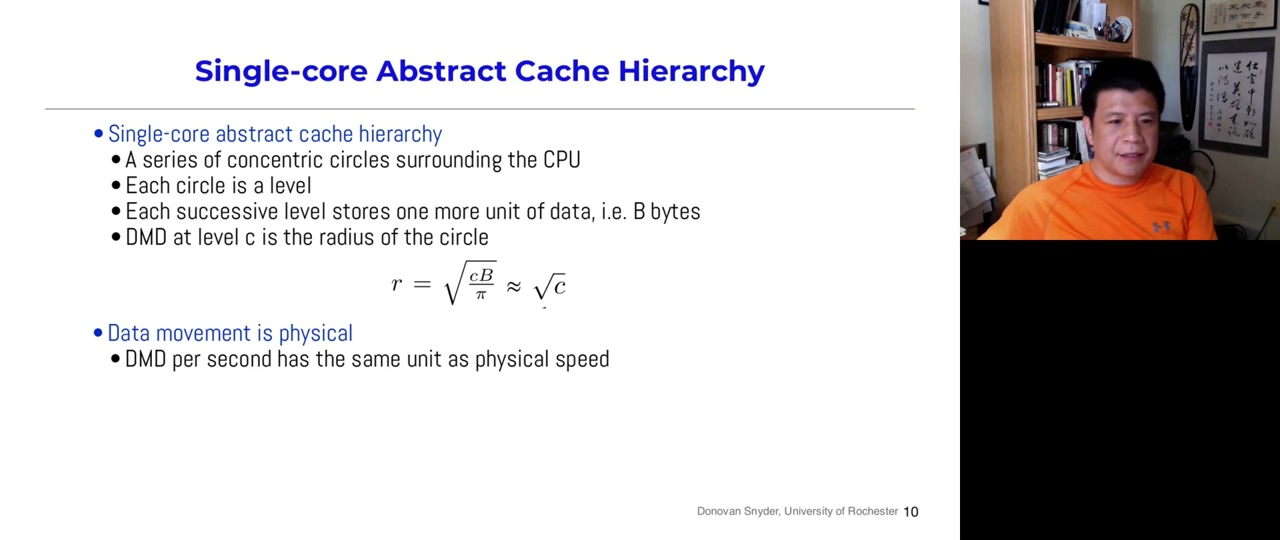 Single-core Abstract Cache Hierarchy
• Single-core abstract cache hierarchy
• A series of concentric circles surrounding the CPU
• Each circle is a level
• Each successive level stores one more unit of data, i.e. B bytes
• DMD at level c is the radius of the circle
r = √(cB/π) ≈ √c
• Data movement is physical
• DMD per second has the same unit as physical speed
Donovan Snyder, University of Rochester 10